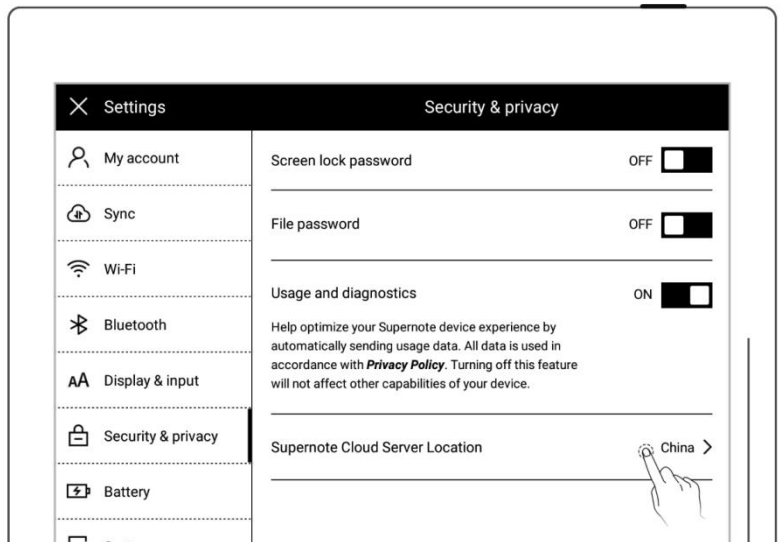 Settings
Security & privacy
My account
Screen lock password
OFF
Sync
File password
OFF
Wi-Fi
Usage and diagnostics
ON
Bluetooth
Help optimize your Supernote device experience by
automatically sending usage data. All data is used in
accordance with Privacy Policy. Turning off this feature
will not affect other capabilities of your device.
AA Display & input
Security & privacy
Supernote Cloud Server Location
China
Battery